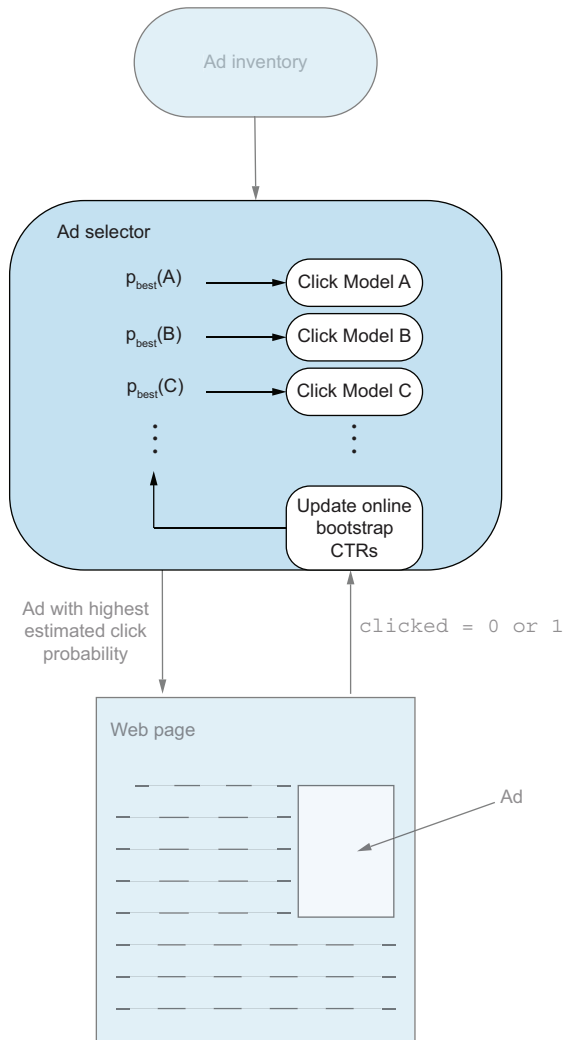 Ad inventory
Ad selector
p_best(A)
Click Model A
p_best(B)
Click Model B
p_best(C)
Click Model C
Update online
bootstrap
CTRs
Ad with highest
estimated click
probability
clicked = 0 or 1
Web page
Ad